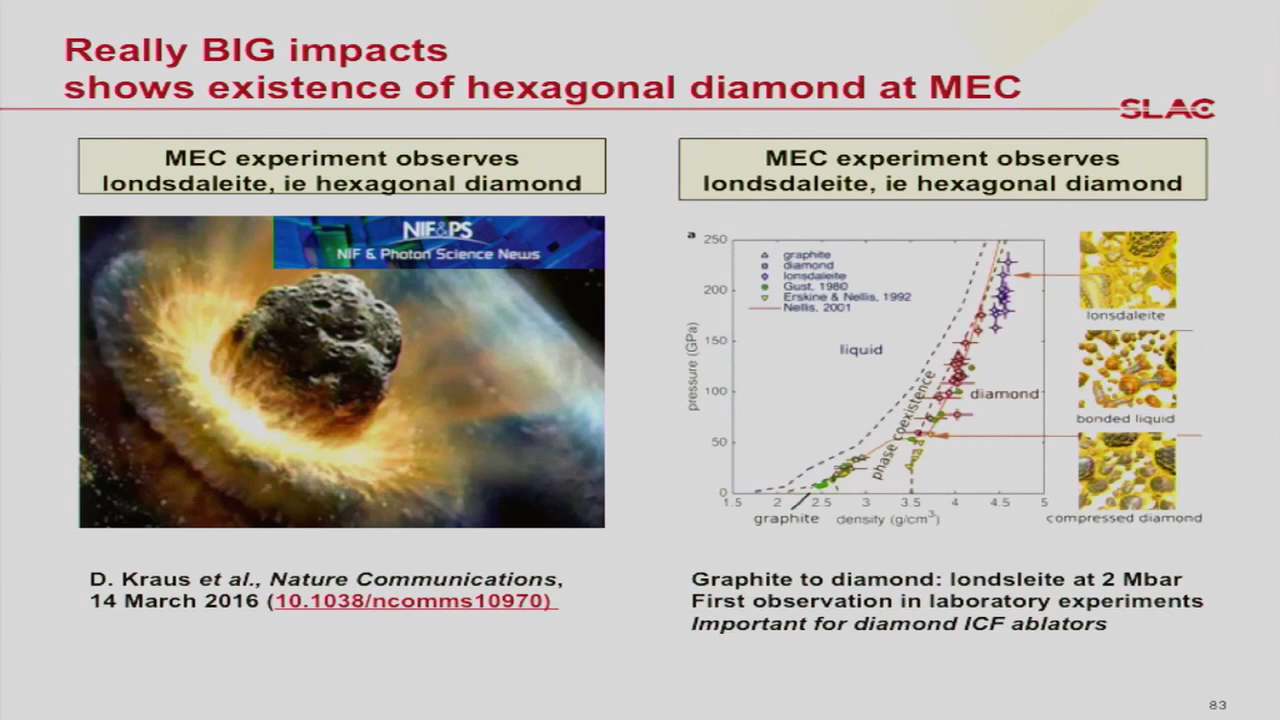 Really BIG impacts
shows existence of hexagonal diamond at MEC
SLAC
MEC experiment observes
londsdaleite, ie hexagonal diamond
MEC experiment observes
londsdaleite, ie hexagonal diamond
NIF&PS
NIF & Photon Science News
a
250
200
150
100
50
0
pressure (GPa)
graphite
diamond
lonsdaleite
Gust, 1980
Erskine & Nellis, 1992
Nellis, 2001
liquid
phase coexistence
diamond
1.5 2 2.5 3 3.5 4 4.5 5
graphite
density (g/cm3)
lonsdaleite
bonded liquid
compressed diamond
D. Kraus et al., Nature Communications,
14 March 2016 (10.1038/ncomms10970)
Graphite to diamond: londsleite at 2 Mbar
First observation in laboratory experiments
Important for diamond ICF ablators
83